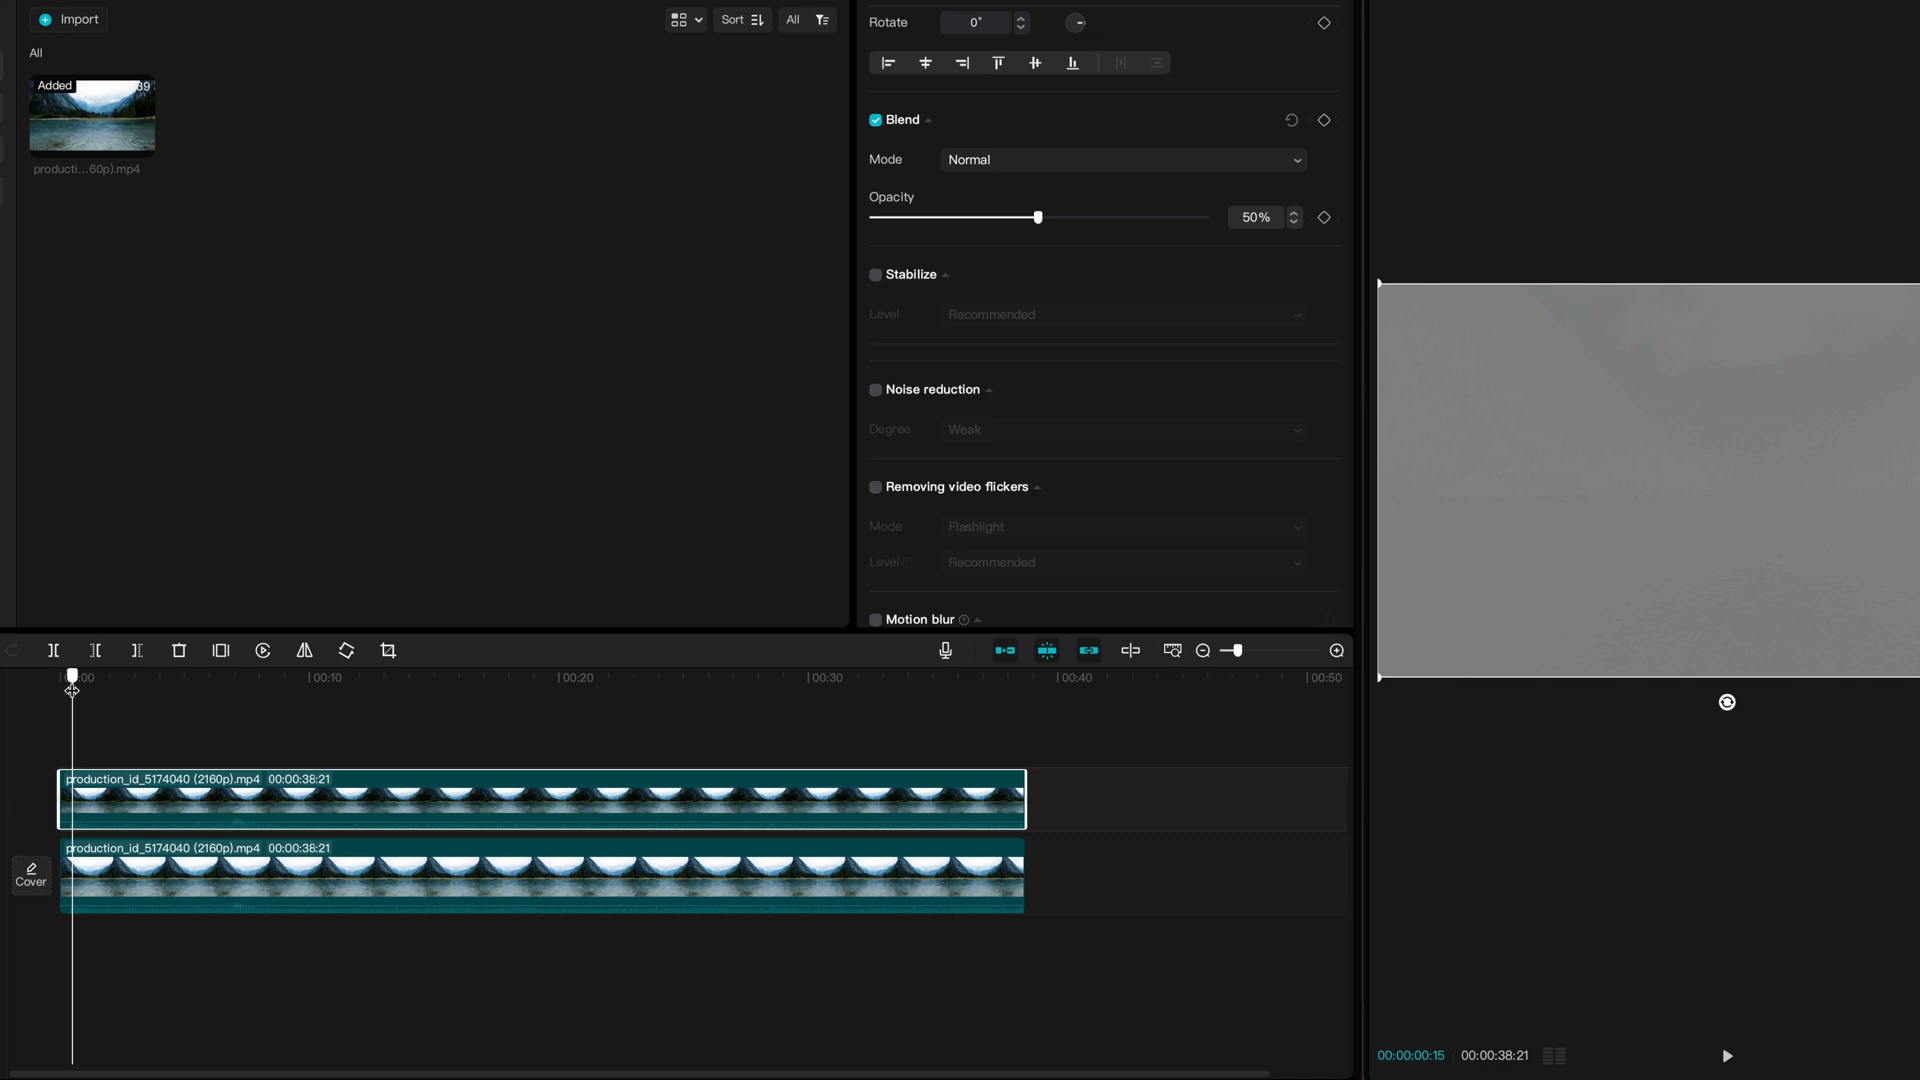 Import
Sort
All
All
Added
39
producti...60p).mp4
Rotate
0°
Blend
Mode
Normal
Opacity
50%
Stabilize
Level
Recommended
Noise reduction
Degree
Weak
Removing video flickers
Mode
Flashlight
Level
Recommended
Motion blur
00:10
00:20
00:30
00:40
00:50
production_id_5174040 (2160p).mp4 00:00:38:21
production_id_5174040 (2160p).mp4 00:00:38:21
Cover
00:00:00:15 00:00:38:21